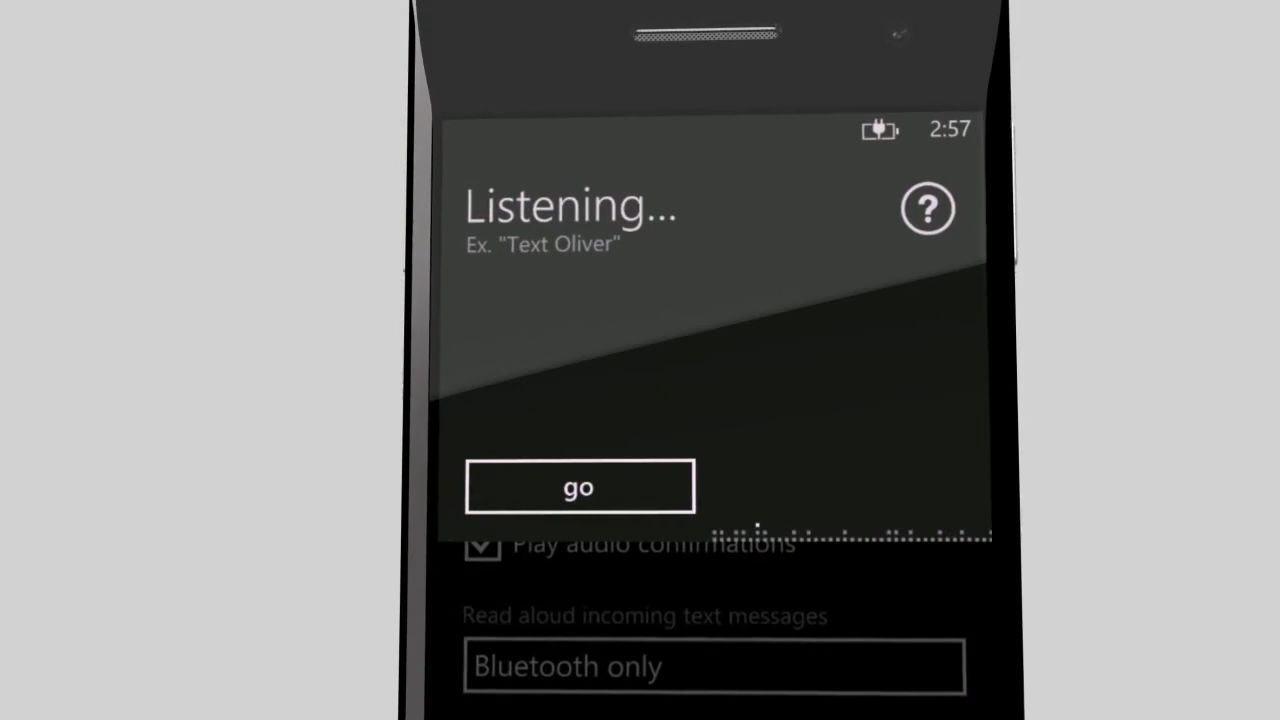 2:57
Listening...
?
Ex. "Text Oliver"
go
Play audio confirmations
Read aloud incoming text messages
Bluetooth only